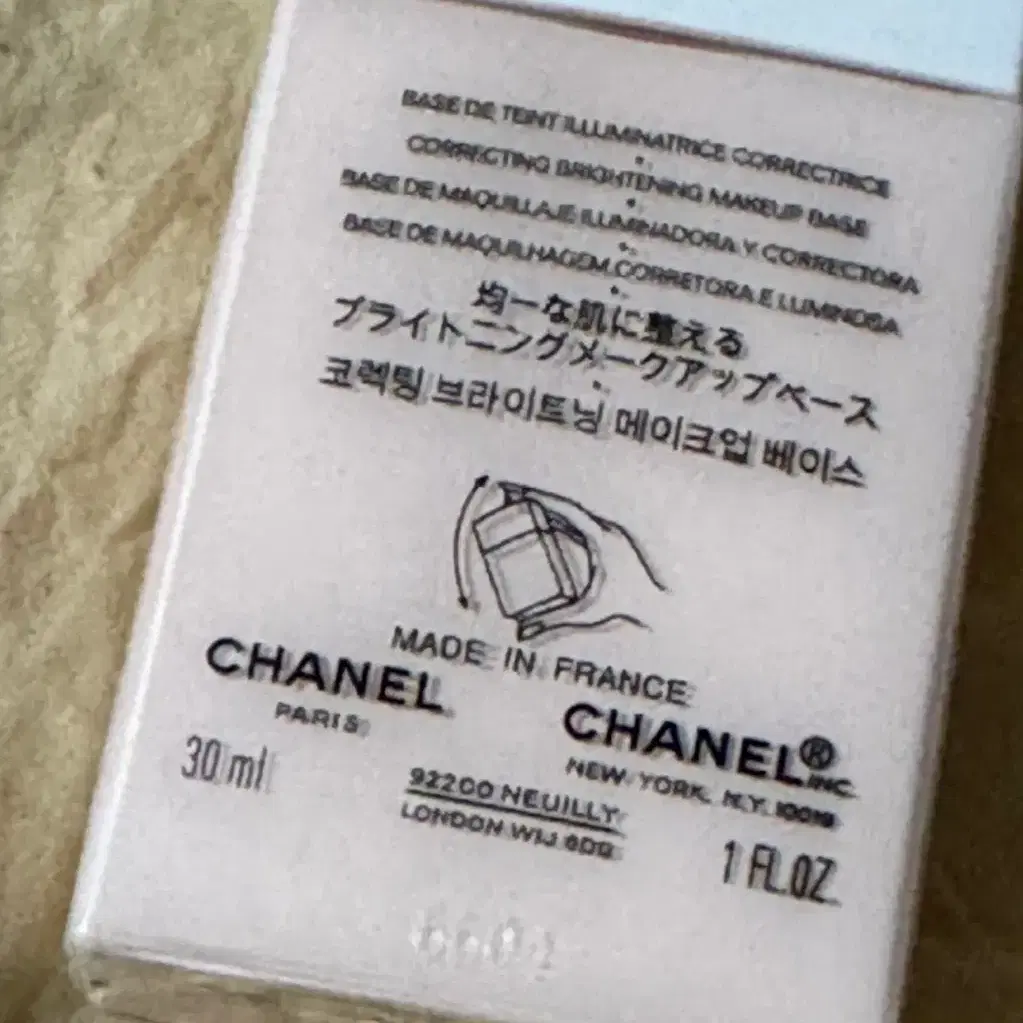 BASE DE TEINT ILLUMINATRICE CORRECTRICE
CORRECTING BRIGHTENING MAKEUP BASE
BASE DE MAQUILLAJE ILUMINADORA Y CORRECTORA
BASE DE MAQUILHAGEM CORRETORA E LUMINOSA
均一な肌に整える
ブライトニングメークアップベース
코렉팅 브라이트닝 메이크업 베이스
MADE IN FRANCE
CHANEL
PARIS
CHANEL® INC.
NEW YORK, N.Y. 10019
30 ml
92200 NEUILLY
LONDON W1J
1 FL.OZ.